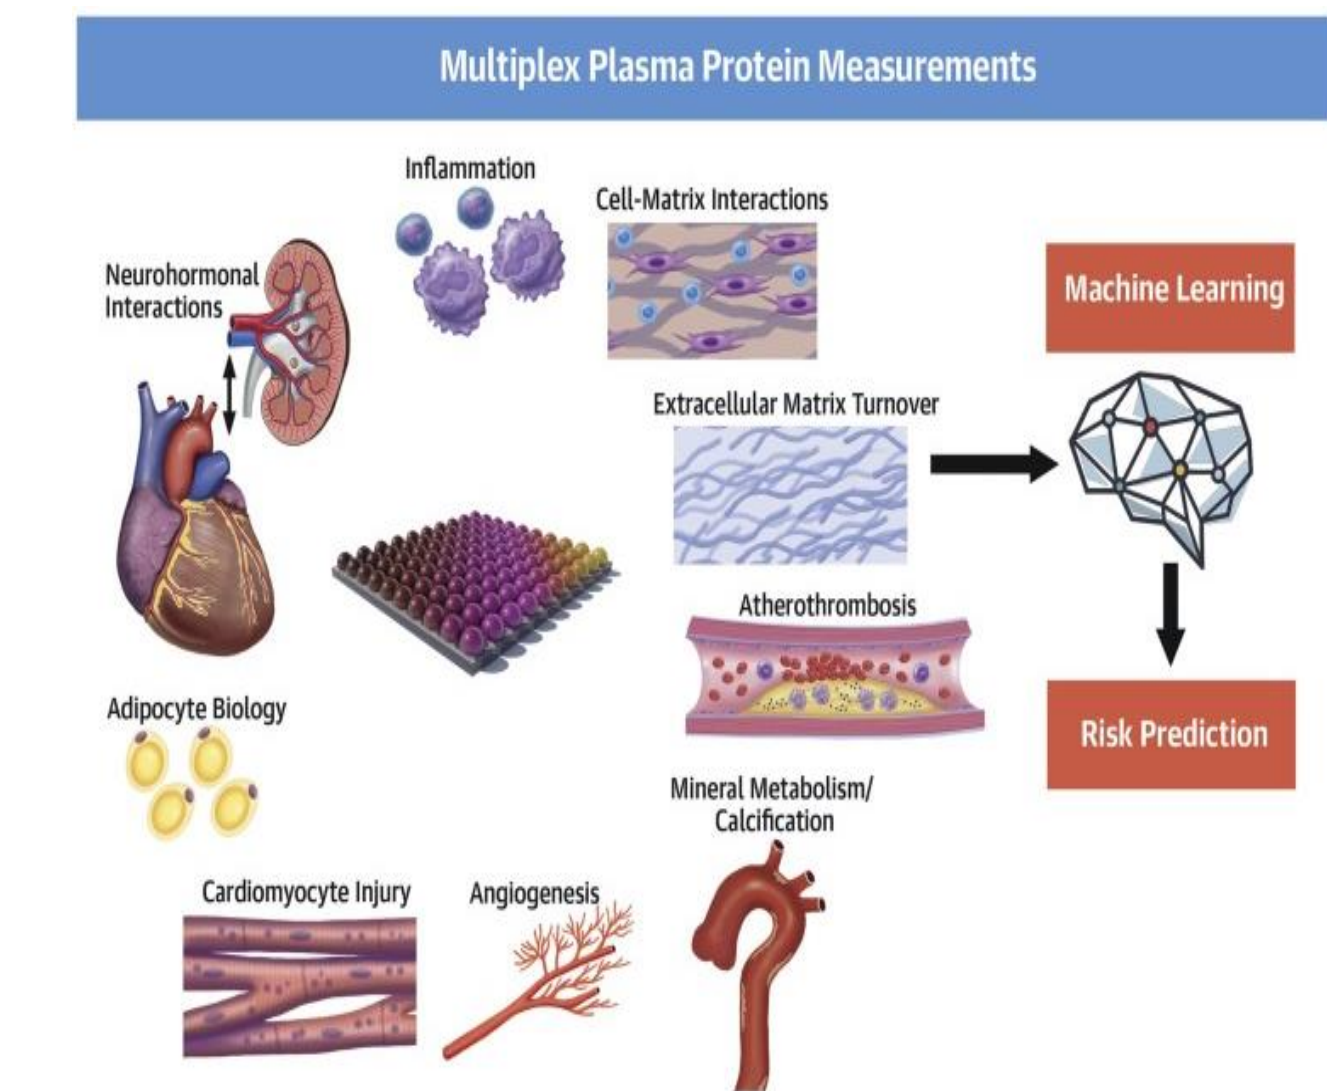 Multiplex Plasma Protein Measurements
Inflammation
Cell-Matrix Interactions
Neurohormonal
Interactions
Machine Learning
Extracellular Matrix Turnover
Atherothrombosis
Adipocyte Biology
Risk Prediction
Mineral Metabolism/
Calcification
Cardiomyocyte Injury
Angiogenesis